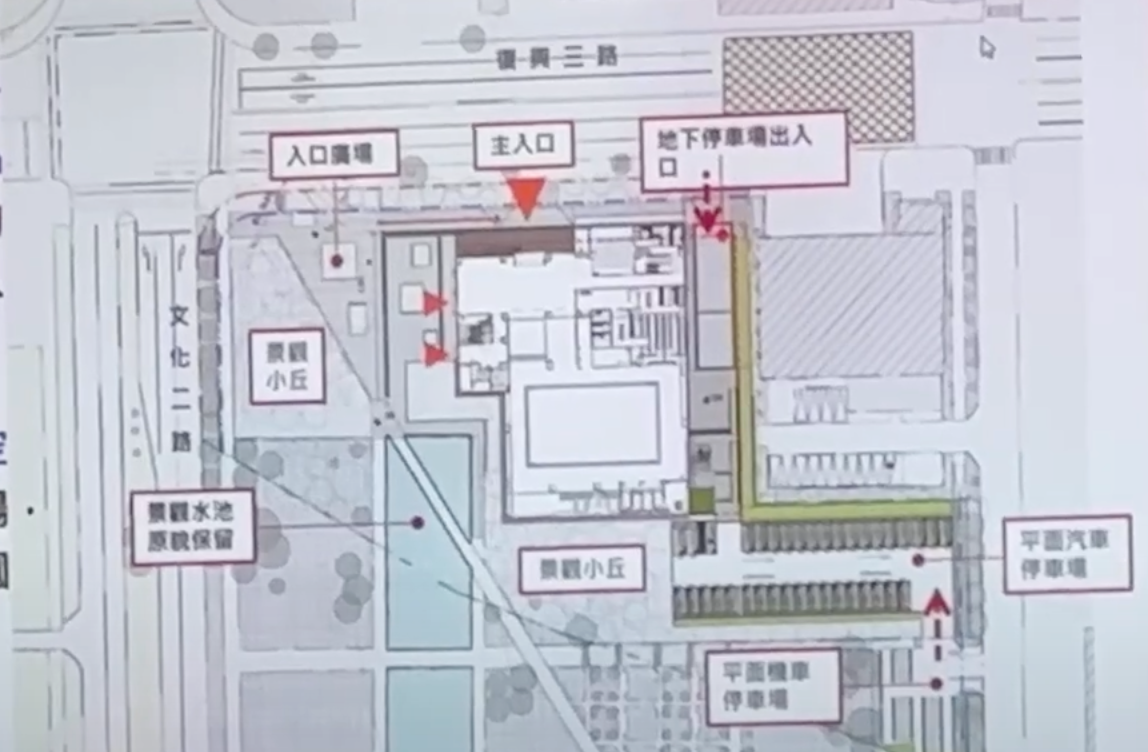 復興三路
入口廣場
主入口
地下停車場出入
口
文化二路
景觀
小丘
景觀水池
原貌保留
景觀小丘
平面汽車
停車場
平面機車
停車場